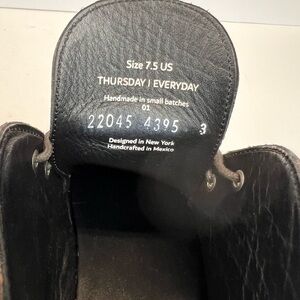 Size 7.5 US
THURSDAY | EVERYDAY
Handmade in small batches
01
22045 4395 3
Designed in New York
Handcrafted in Mexico